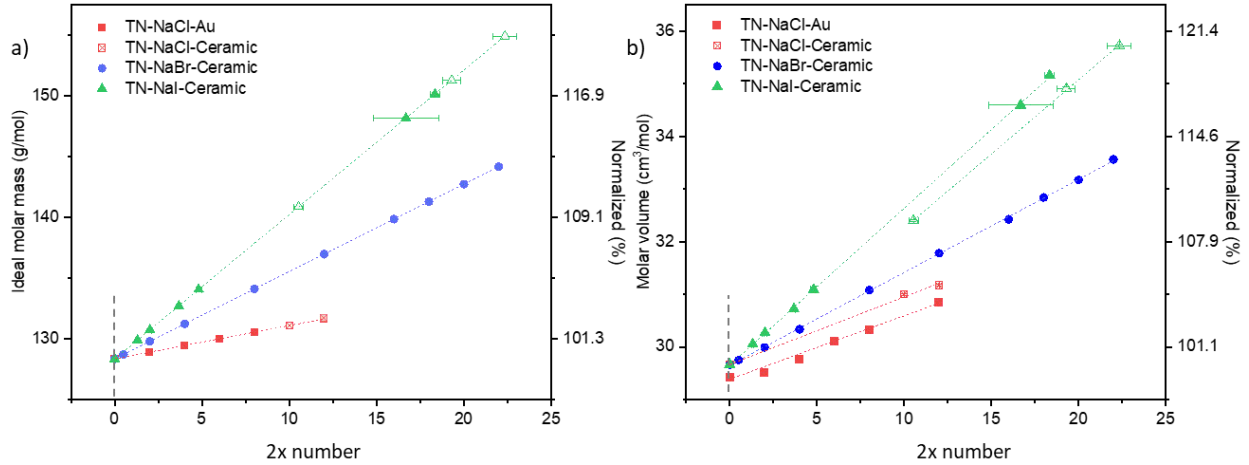 a)
TN-NaCl-Au
TN-NaCl-Ceramic
TN-NaBr-Ceramic
TN-NaI-Ceramic
Ideal molar mass (g/mol)
150
140
130
116.9
109.1
101.3
Normalized (%)
0 5 10 15 20 25
2x number
b)
TN-NaCl-Au
TN-NaCl-Ceramic
TN-NaBr-Ceramic
TN-NaI-Ceramic
Molar volume (cm³/mol)
36
34
32
30
121.4
114.6
107.9
101.1
Normalized (%)
0 5 10 15 20 25
2x number